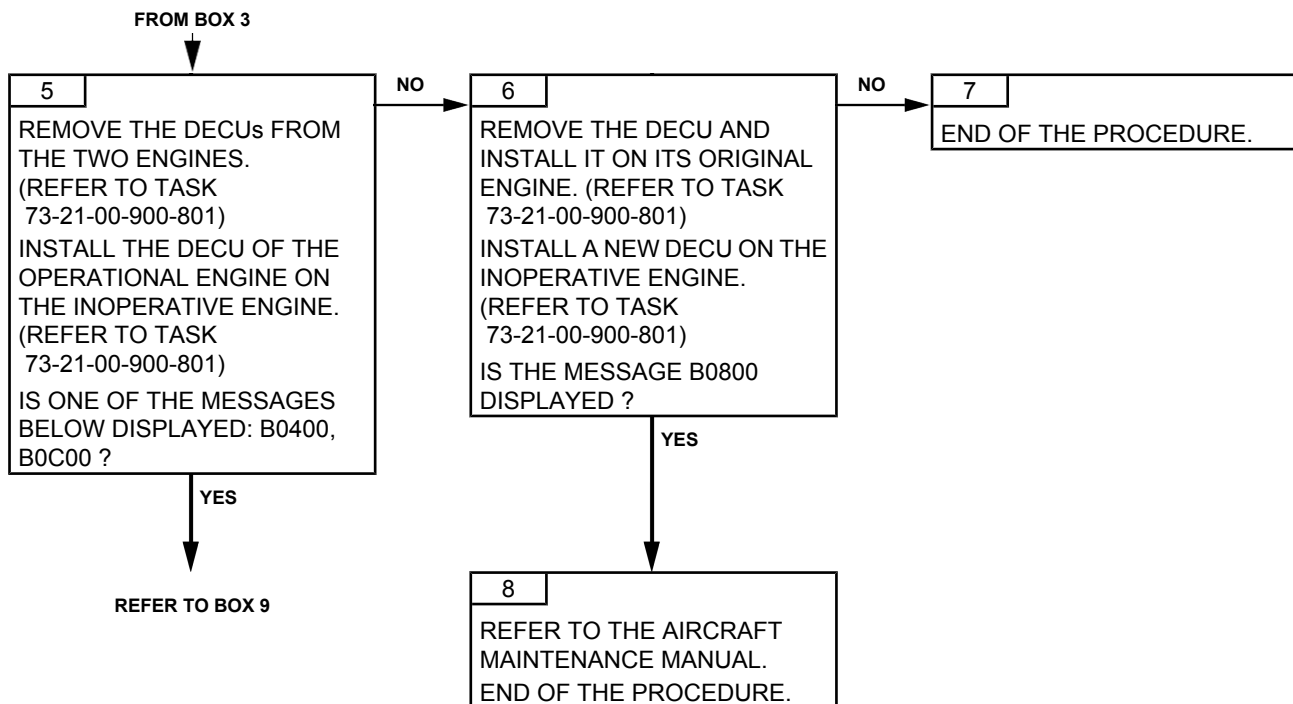 FROM BOX 3
5
REMOVE THE DECUs FROM
THE TWO ENGINES.
(REFER TO TASK
73-21-00-900-801)
INSTALL THE DECU OF THE
OPERATIONAL ENGINE ON
THE INOPERATIVE ENGINE.
(REFER TO TASK
73-21-00-900-801)
IS ONE OF THE MESSAGES
BELOW DISPLAYED: B0400,
B0C00 ?
NO
6
REMOVE THE DECU AND
INSTALL IT ON ITS ORIGINAL
ENGINE. (REFER TO TASK
73-21-00-900-801)
INSTALL A NEW DECU ON THE
INOPERATIVE ENGINE.
(REFER TO TASK
73-21-00-900-801)
IS THE MESSAGE B0800
DISPLAYED ?
NO
7
END OF THE PROCEDURE.
YES
REFER TO BOX 9
YES
8
REFER TO THE AIRCRAFT
MAINTENANCE MANUAL.
END OF THE PROCEDURE.